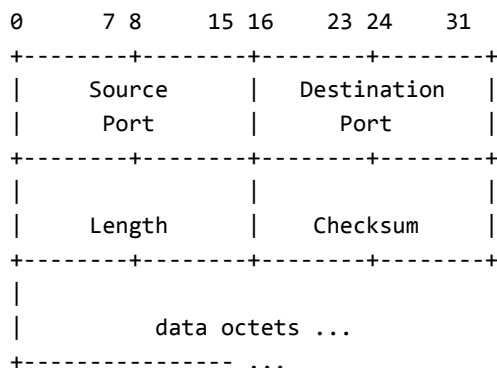 0 7 8 15 16 23 24 31
+--------+--------+--------+--------+
| Source | Destination |
| Port | Port |
+--------+--------+--------+--------+
| | |
| Length | Checksum |
+--------+--------+--------+--------+
|
| data octets ...
+---------------- ...